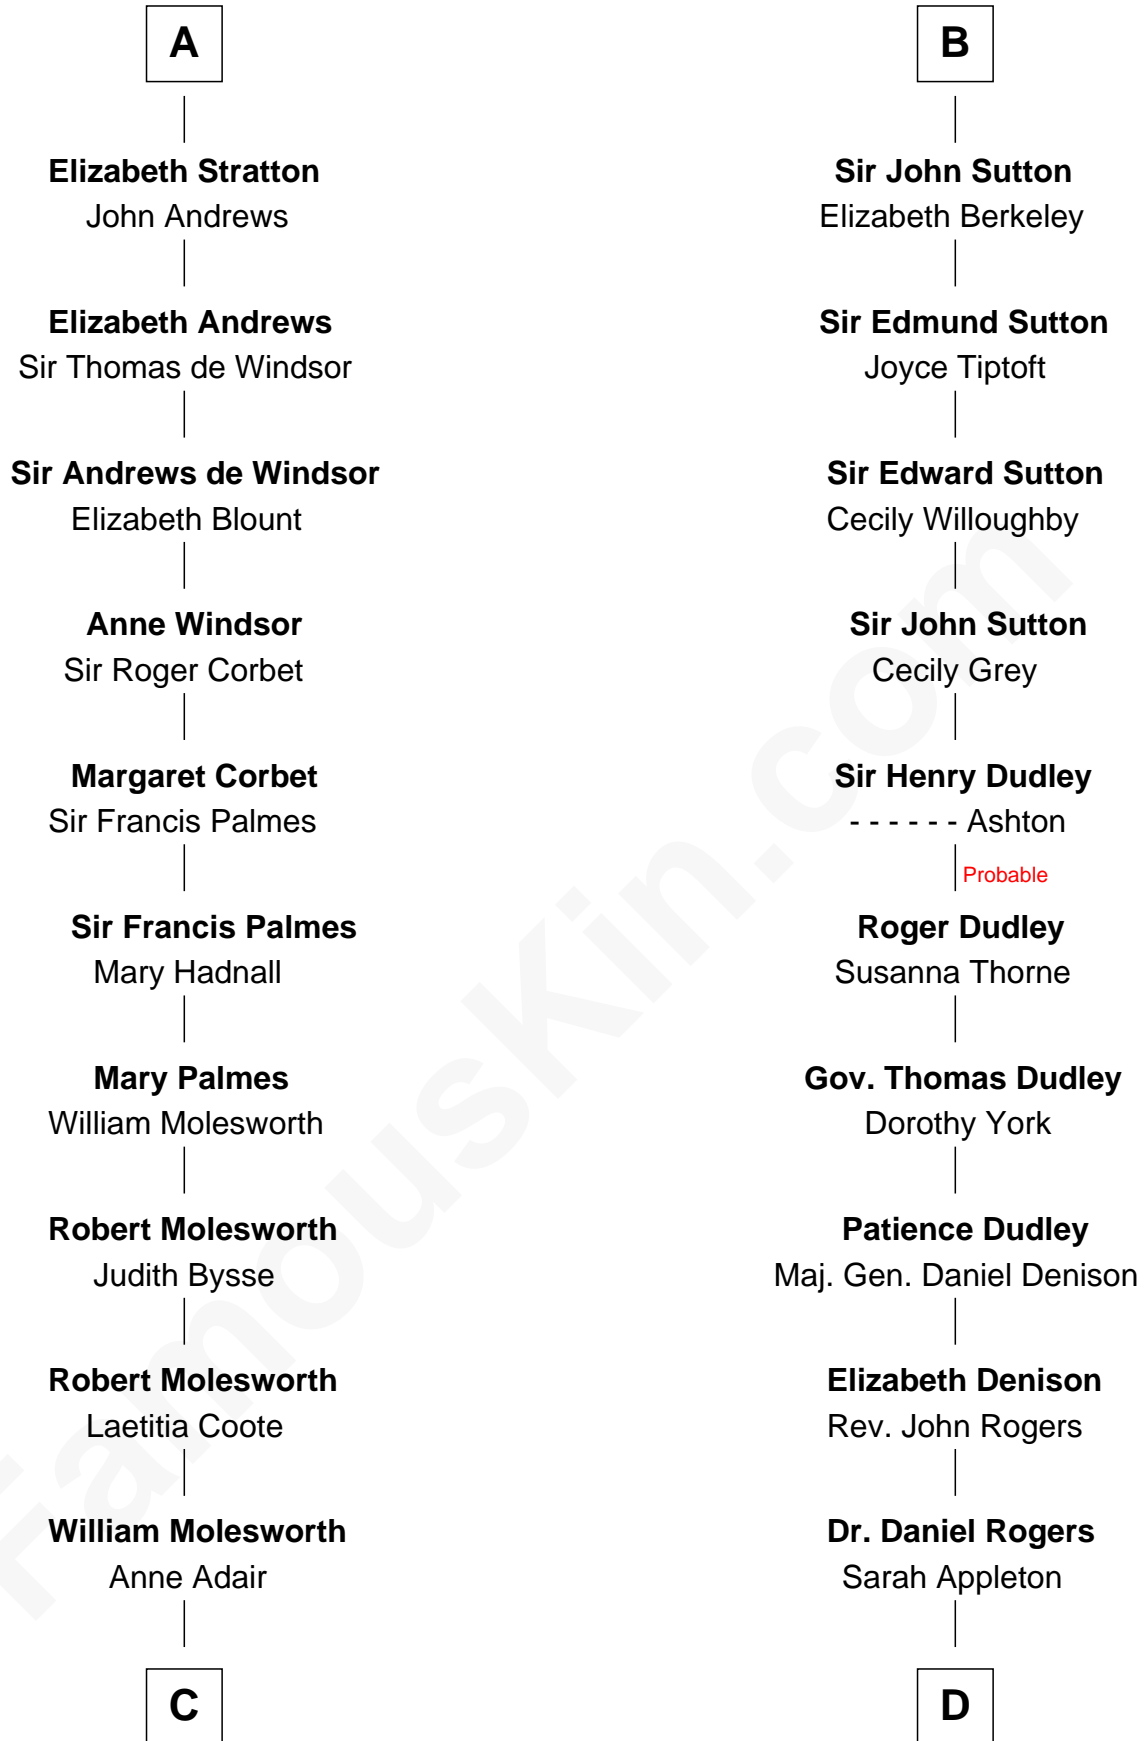 A
Elizabeth Stratton
John Andrews
Elizabeth Andrews
Sir Thomas de Windsor
Sir Andrews de Windsor
Elizabeth Blount
Anne Windsor
Sir Roger Corbet
Margaret Corbet
Sir Francis Palmes
Sir Francis Palmes
Mary Hadnall
Mary Palmes
William Molesworth
Robert Molesworth
Judith Bysse
Robert Molesworth
Laetitia Coote
William Molesworth
Anne Adair
C
B
Sir John Sutton
Elizabeth Berkeley
Sir Edmund Sutton
Joyce Tiptoft
Sir Edward Sutton
Cecily Willoughby
Sir John Sutton
Cecily Grey
Sir Henry Dudley
- - - - - - Ashton
Probable
Roger Dudley
Susanna Thorne
Gov. Thomas Dudley
Dorothy York
Patience Dudley
Maj. Gen. Daniel Denison
Elizabeth Denison
Rev. John Rogers
Dr. Daniel Rogers
Sarah Appleton
D
FamousKin.com